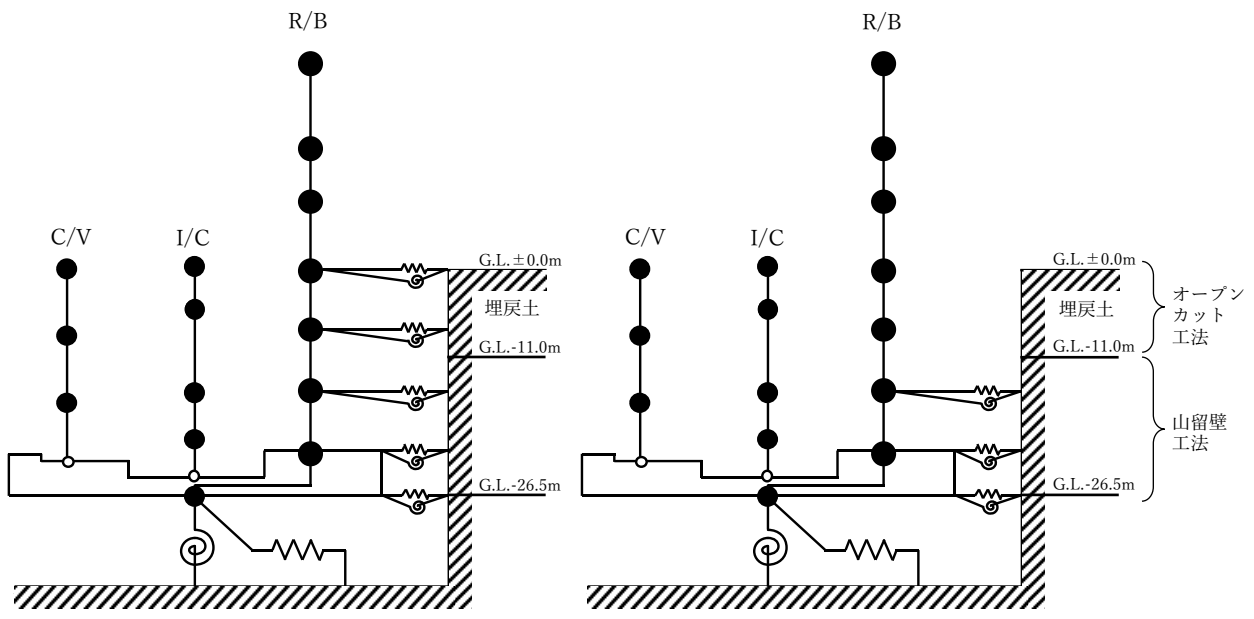 R/B
C/V
I/C
G.L.±0.0m
埋戻土
G.L.-11.0m
G.L.-26.5m
R/B
C/V
I/C
G.L.±0.0m
埋戻土
G.L.-11.0m
G.L.-26.5m
オープン
カット
工法
山留壁
工法